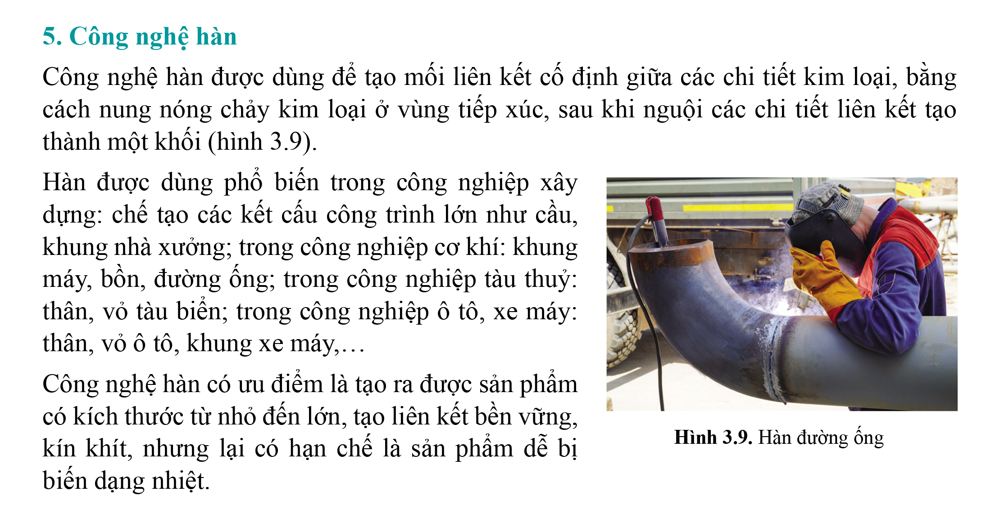 5. Công nghệ hàn
Công nghệ hàn được dùng để tạo mối liên kết cố định giữa các chi tiết kim loại, bằng
cách nung nóng chảy kim loại ở vùng tiếp xúc, sau khi nguội các chi tiết liên kết tạo
thành một khối (hình 3.9).
Hàn được dùng phổ biến trong công nghiệp xây
dựng: chế tạo các kết cấu công trình lớn như cầu,
khung nhà xưởng; trong công nghiệp cơ khí: khung
máy, bồn, đường ống; trong công nghiệp tàu thuỷ:
thân, vỏ tàu biển; trong công nghiệp ô tô, xe máy:
thân, vỏ ô tô, khung xe máy,…
Công nghệ hàn có ưu điểm là tạo ra được sản phẩm
có kích thước từ nhỏ đến lớn, tạo liên kết bền vững,
kín khít, nhưng lại có hạn chế là sản phẩm dễ bị
biến dạng nhiệt.
Hình 3.9. Hàn đường ống